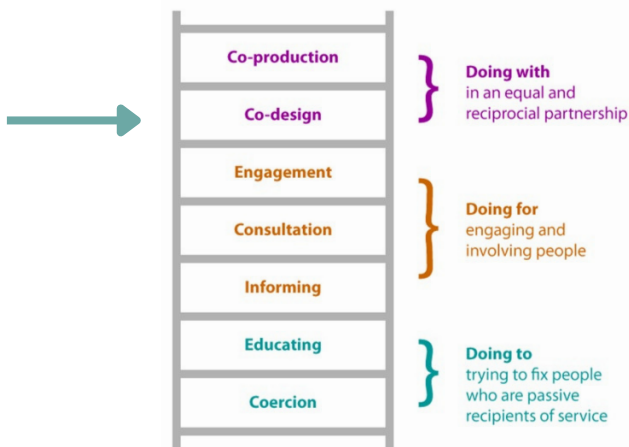 Co-production
Co-design
Doing with
in an equal and
reciprocial partnership
Engagement
Consultation
Informing
Doing for
engaging and
involving people
Educating
Coercion
Doing to
trying to fix people
who are passive
recipients of service